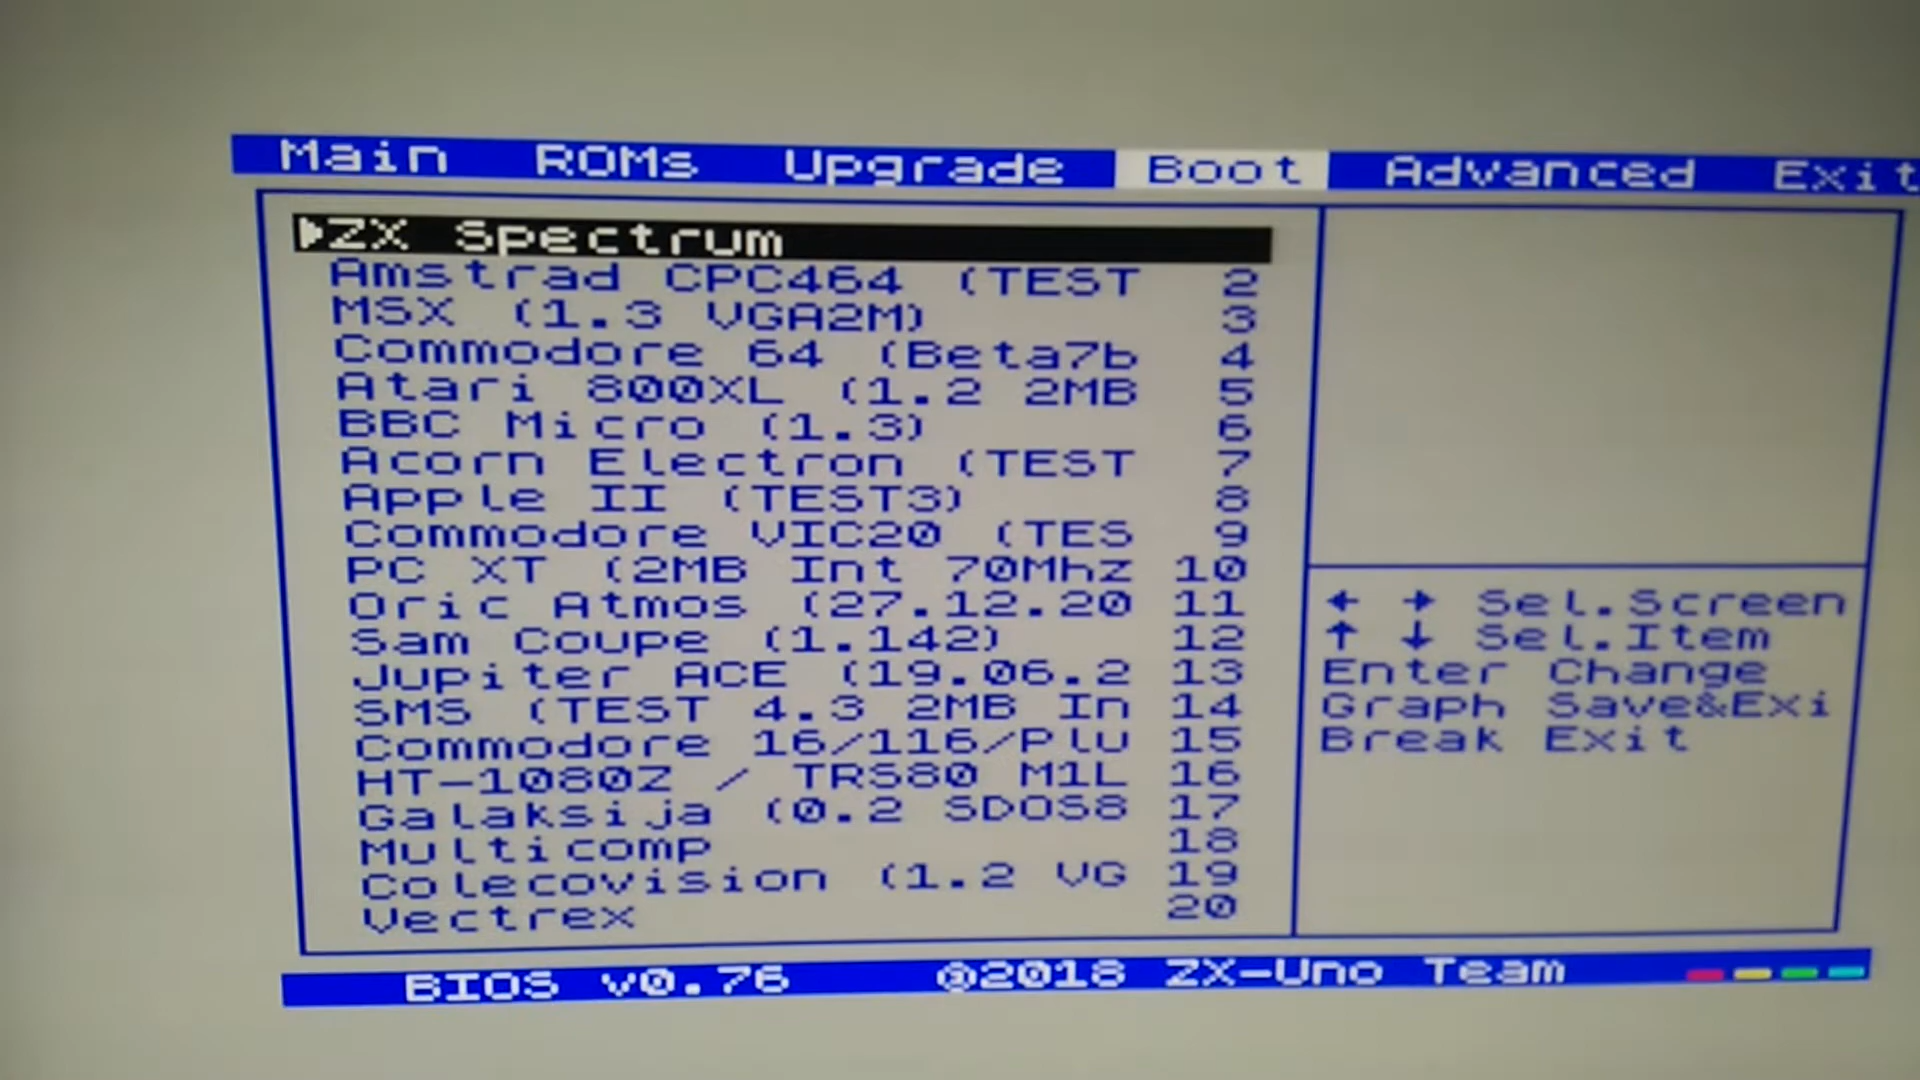 Main ROMs Upgrade Boot Advanced Exit
ZX Spectrum
Amstrad CPC464 (TEST 2
MSX (1.3 VGA2M) 3
Commodore 64 (Beta7b 4
Atari 800XL (1.2 2MB 5
BBC Micro (1.3) 6
Acorn Electron (TEST 7
Apple II (TEST3) 8
Commodore VIC20 (TES 9
PC XT (2MB Int 70Mhz 10
Oric Atmos (27.12.20 11
Sam Coupe (1.142) 12
Jupiter ACE (19.06.2 13
SMS (TEST 4.3 2MB In 14
Commodore 16/116/Plu 15
HT-1080Z / TRS80 M1L 16
Galaksija (0.2 SDOS8 17
Multicomp 18
Colecovision (1.2 VG 19
Vectrex 20
← → Sel.Screen
↑ ↓ Sel.Item
Enter Change
Graph Save&Exi
Break Exit
BIOS v0.76 ©2018 ZX-Uno Team